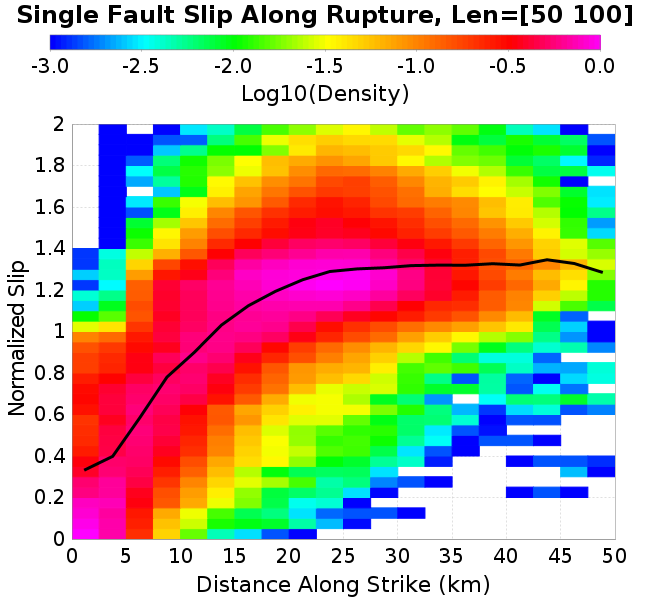 Single Fault Slip Along Rupture, Len=[50 100]
-3.0 -2.5 -2.0 -1.5 -1.0 -0.5 0.0
Log10(Density)
2
1.8
1.6
1.4
1.2
1
0.8
0.6
0.4
0.2
0
Normalized Slip
0 5 10 15 20 25 30 35 40 45 50
Distance Along Strike (km)